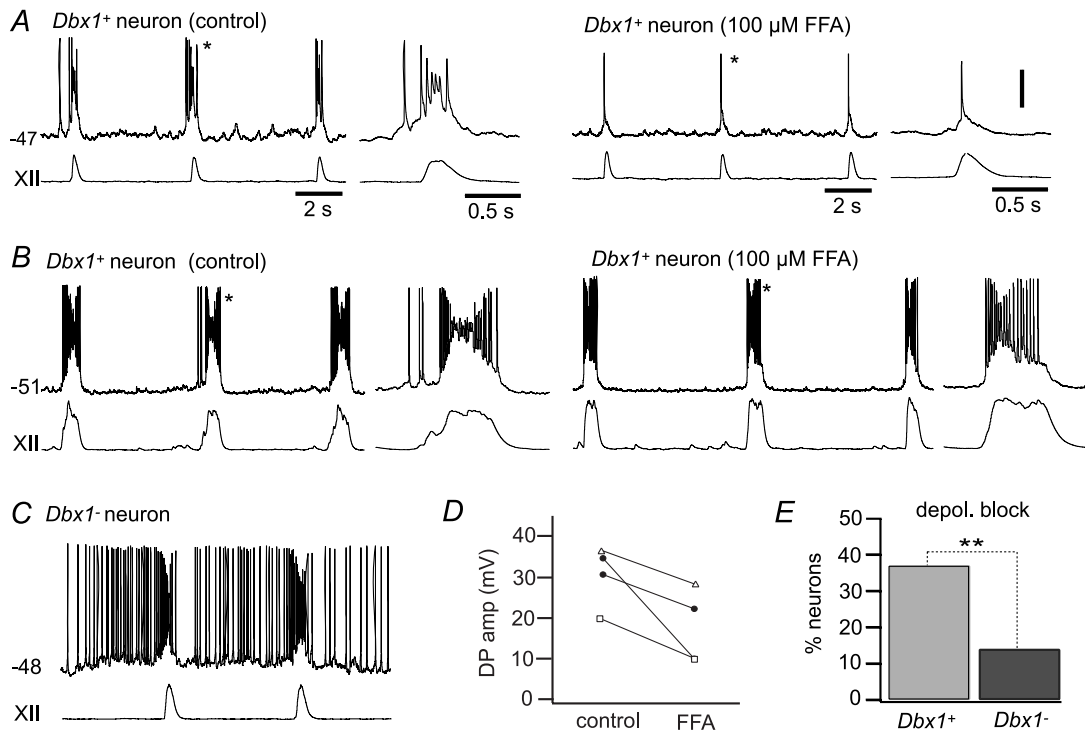 A Dbx1+ neuron (control)
Dbx1+ neuron (100 µM FFA)
*
*
-47
XII
2 s
0.5 s
2 s
0.5 s
B Dbx1+ neuron (control)
Dbx1+ neuron (100 µM FFA)
*
*
-51
XII
C Dbx1- neuron
-48
XII
D
DP amp (mV)
40
30
20
10
0
control
FFA
E
depol. block
% neurons
50
40
30
20
10
0
**
Dbx1+
Dbx1-